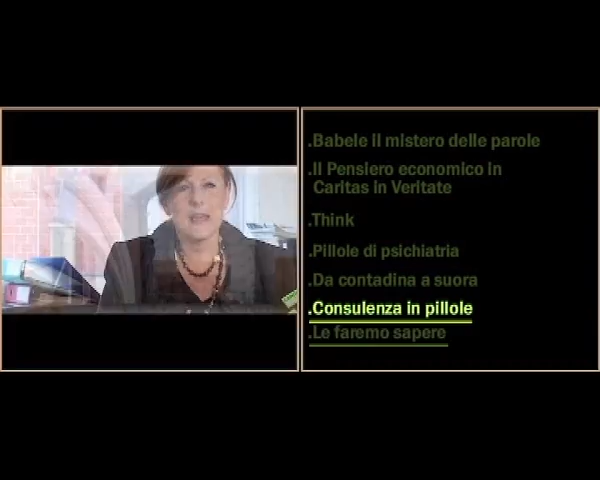 .Babele il mistero delle parole
.Il Pensiero economico in
Caritas in Veritate
.Think
.Pillole di psichiatria
.Da contadina a suora
.Consulenza in pillole
.Le faremo sapere